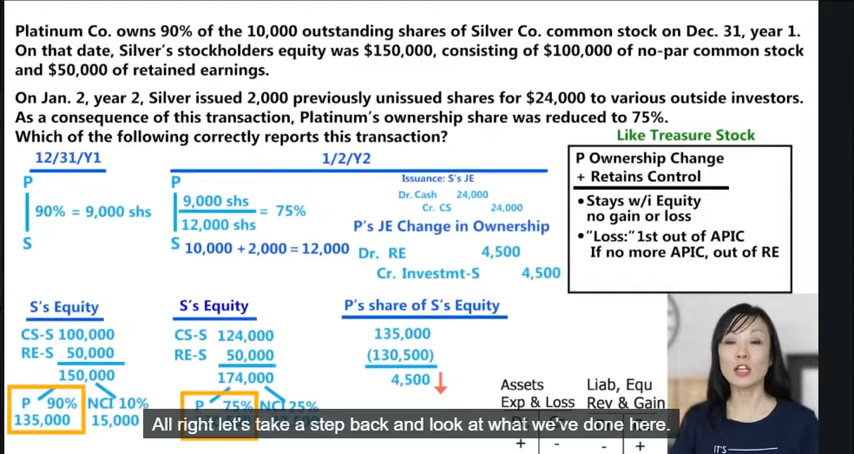 Platinum Co. owns 90% of the 10,000 outstanding shares of Silver Co. common stock on Dec. 31, year 1.
On that date, Silver's stockholders equity was $150,000, consisting of $100,000 of no-par common stock
and $50,000 of retained earnings.
On Jan. 2, year 2, Silver issued 2,000 previously unissued shares for $24,000 to various outside investors.
As a consequence of this transaction, Platinum's ownership share was reduced to 75%.
Which of the following correctly reports this transaction?
Like Treasure Stock
12/31/Y1
P
90% = 9,000 shs
S
1/2/Y2
P
9,000 shs
12,000 shs
= 75%
S
10,000 + 2,000 = 12,000
Issuance: S's JE
Dr. Cash 24,000
Cr. CS 24,000
P's JE Change in Ownership
Dr. RE 4,500
Cr. Investmt-S 4,500
P Ownership Change
+ Retains Control
•Stays w/i Equity
no gain or loss
•"Loss:" 1st out of APIC
If no more APIC, out of RE
S's Equity
CS-S 100,000
RE-S 50,000
150,000
P 90% NCI 10%
135,000 15,000
S's Equity
CS-S 124,000
RE-S 50,000
174,000
P 75% NCI 25%
P's share of S's Equity
135,000
(130,500)
4,500
Assets
Exp & Loss
Liab, Equ
Rev & Gain
+ - - +
All right let's take a step back and look at what we've done here.
IT'S